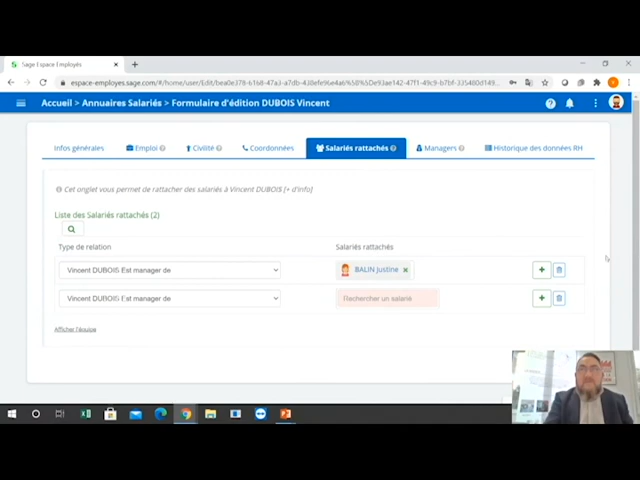 Sage Espace Employés
espace-employes.sage.com/#/home/user/Edit/
Accueil > Annuaires Salariés > Formulaire d'édition DUBOIS Vincent
Infos générales Emploi Civilité Coordonnées Salariés rattachés Managers Historique des données RH
Cet onglet vous permet de rattacher des salariés à Vincent DUBOIS [+ d'Info]
Liste des Salariés rattachés (2)
Type de relation Salariés rattachés
Vincent DUBOIS Est manager de BALIN Justine
Vincent DUBOIS Est manager de Rechercher un salarié
Afficher l'équipe